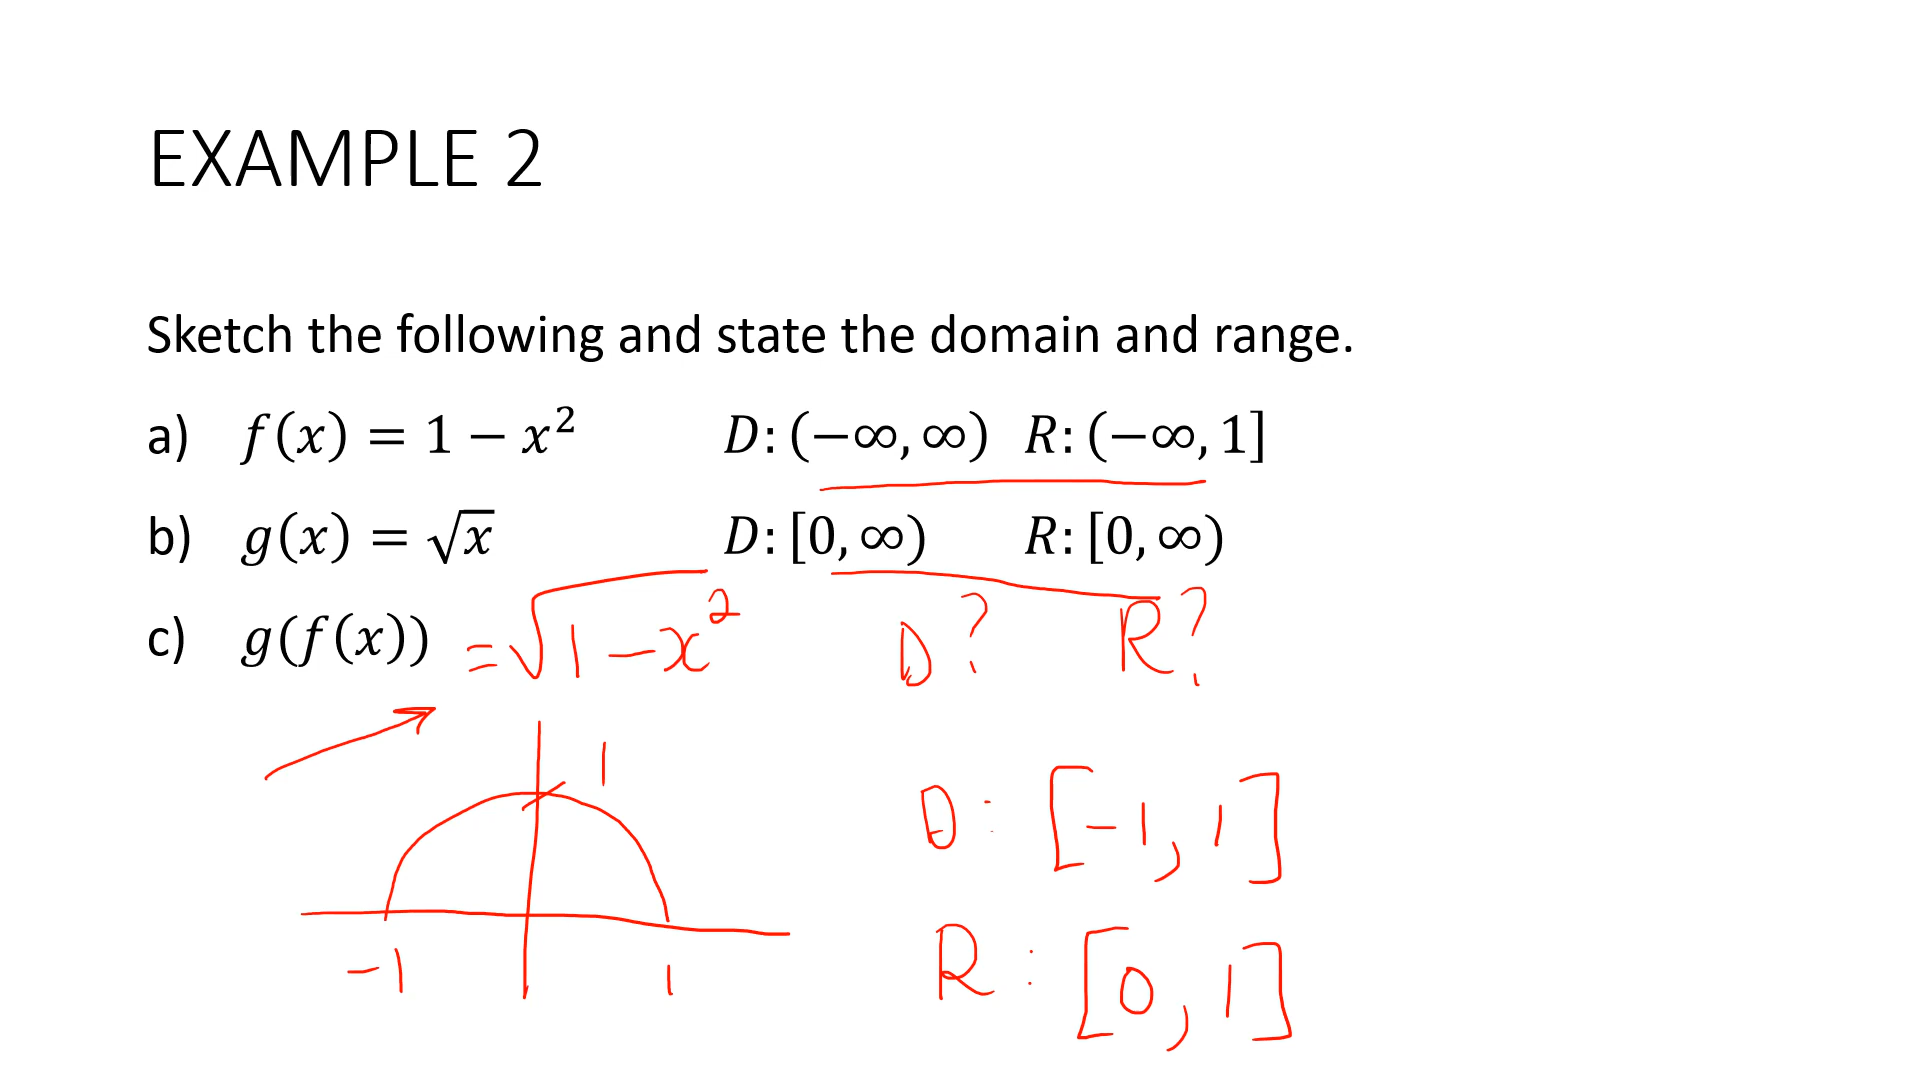 EXAMPLE 2
Sketch the following and state the domain and range.
a) f(x) = 1 − x² D: (−∞, ∞) R: (−∞, 1]
b) g(x) = √x D: [0, ∞) R: [0, ∞)
c) g(f(x)) = √1 − x² D? R?
1
D: [−1, 1]
−1 1
R: [0, 1]